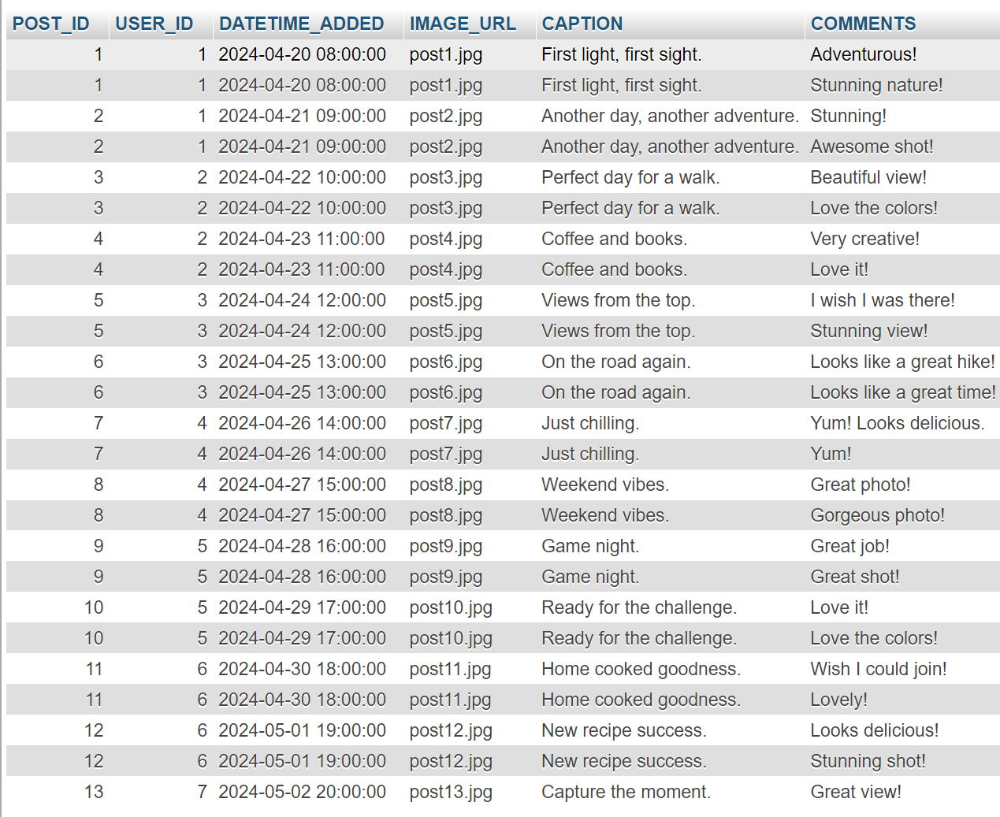 POST_ID USER_ID DATETIME_ADDED IMAGE_URL CAPTION COMMENTS
1 1 2024-04-20 08:00:00 post1.jpg First light, first sight. Adventurous!
1 1 2024-04-20 08:00:00 post1.jpg First light, first sight. Stunning nature!
2 1 2024-04-21 09:00:00 post2.jpg Another day, another adventure. Stunning!
2 1 2024-04-21 09:00:00 post2.jpg Another day, another adventure. Awesome shot!
3 2 2024-04-22 10:00:00 post3.jpg Perfect day for a walk. Beautiful view!
3 2 2024-04-22 10:00:00 post3.jpg Perfect day for a walk. Love the colors!
4 2 2024-04-23 11:00:00 post4.jpg Coffee and books. Very creative!
4 2 2024-04-23 11:00:00 post4.jpg Coffee and books. Love it!
5 3 2024-04-24 12:00:00 post5.jpg Views from the top. I wish I was there!
5 3 2024-04-24 12:00:00 post5.jpg Views from the top. Stunning view!
6 3 2024-04-25 13:00:00 post6.jpg On the road again. Looks like a great hike!
6 3 2024-04-25 13:00:00 post6.jpg On the road again. Looks like a great time!
7 4 2024-04-26 14:00:00 post7.jpg Just chilling. Yum! Looks delicious.
7 4 2024-04-26 14:00:00 post7.jpg Just chilling. Yum!
8 4 2024-04-27 15:00:00 post8.jpg Weekend vibes. Great photo!
8 4 2024-04-27 15:00:00 post8.jpg Weekend vibes. Gorgeous photo!
9 5 2024-04-28 16:00:00 post9.jpg Game night. Great job!
9 5 2024-04-28 16:00:00 post9.jpg Game night. Great shot!
10 5 2024-04-29 17:00:00 post10.jpg Ready for the challenge. Love it!
10 5 2024-04-29 17:00:00 post10.jpg Ready for the challenge. Love the colors!
11 6 2024-04-30 18:00:00 post11.jpg Home cooked goodness. Wish I could join!
11 6 2024-04-30 18:00:00 post11.jpg Home cooked goodness. Lovely!
12 6 2024-05-01 19:00:00 post12.jpg New recipe success. Looks delicious!
12 6 2024-05-01 19:00:00 post12.jpg New recipe success. Stunning shot!
13 7 2024-05-02 20:00:00 post13.jpg Capture the moment. Great view!